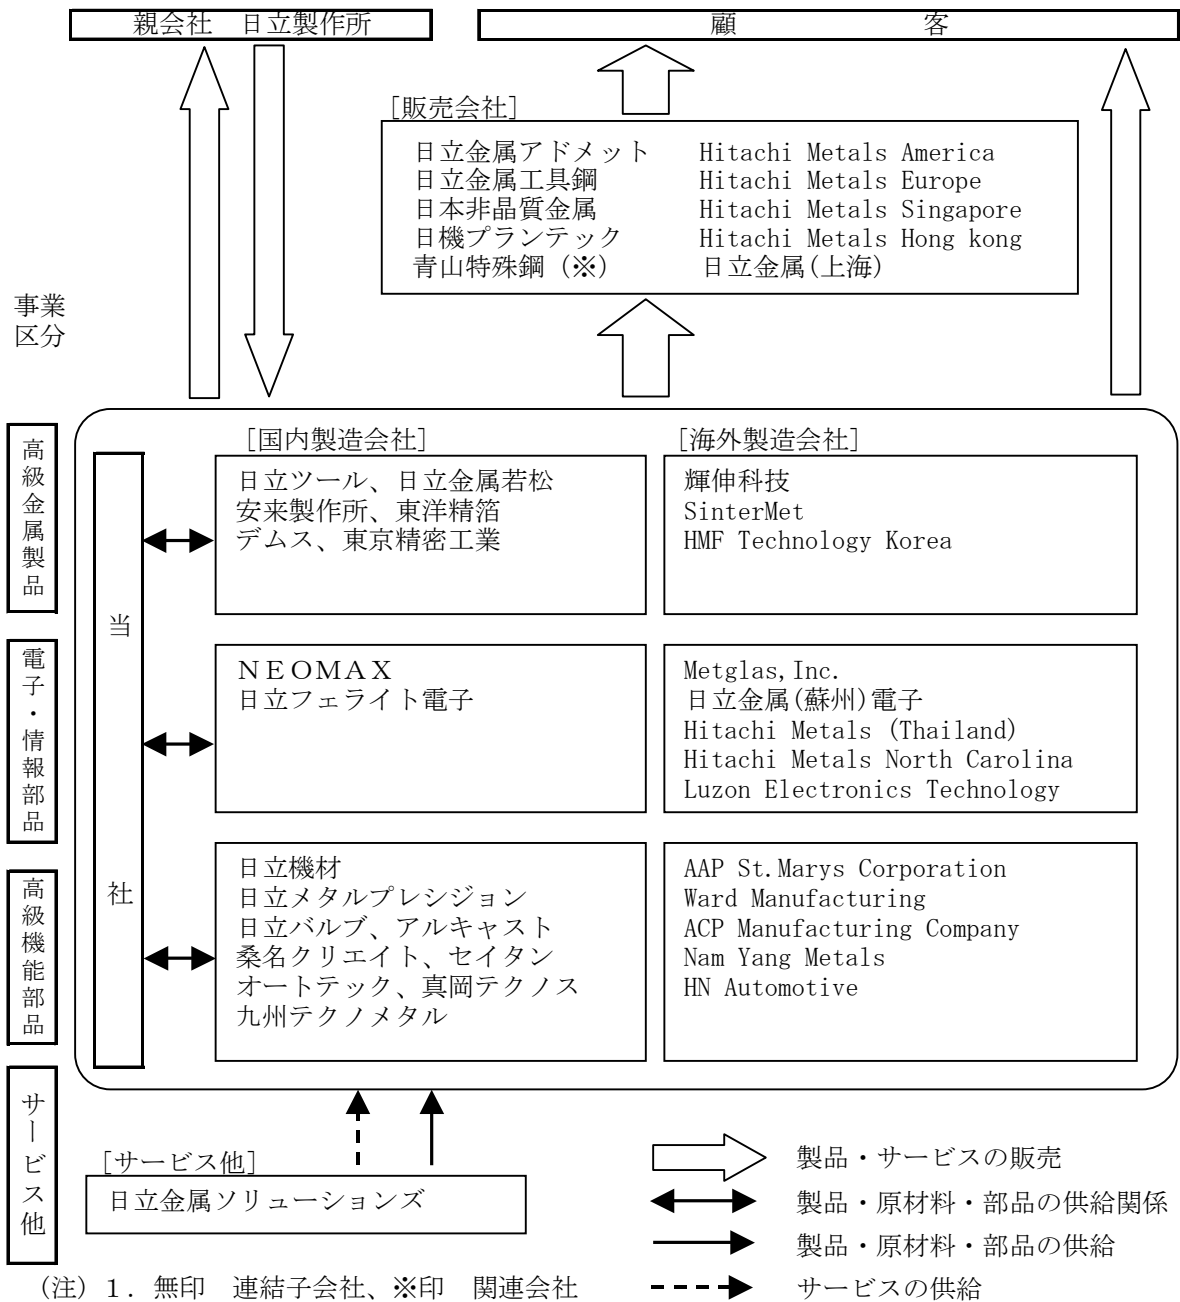 親会社　日立製作所
顧　　　　客
[販売会社]
日立金属アドメット　Hitachi Metals America
日立金属工具鋼　Hitachi Metals Europe
日本非晶質金属　Hitachi Metals Singapore
日機プランテック　Hitachi Metals Hong kong
青山特殊鋼（※）　日立金属(上海)
事業
区分
高級金属製品
当社
[国内製造会社]
日立ツール、日立金属若松
安来製作所、東洋精箔
デムス、東京精密工業
[海外製造会社]
輝伸科技
SinterMet
HMF Technology Korea
電子・情報部品
ＮＥＯＭＡＸ
日立フェライト電子
Metglas,Inc.
日立金属(蘇州)電子
Hitachi Metals (Thailand)
Hitachi Metals North Carolina
Luzon Electronics Technology
高級機能部品
日立機材
日立メタルプレシジョン
日立バルブ、アルキャスト
桑名クリエイト、セイタン
オートテック、真岡テクノス
九州テクノメタル
AAP St.Marys Corporation
Ward Manufacturing
ACP Manufacturing Company
Nam Yang Metals
HN Automotive
サービス他
[サービス他]
日立金属ソリューションズ
製品・サービスの販売
製品・原材料・部品の供給関係
製品・原材料・部品の供給
サービスの供給
（注）１．無印　連結子会社、※印　関連会社